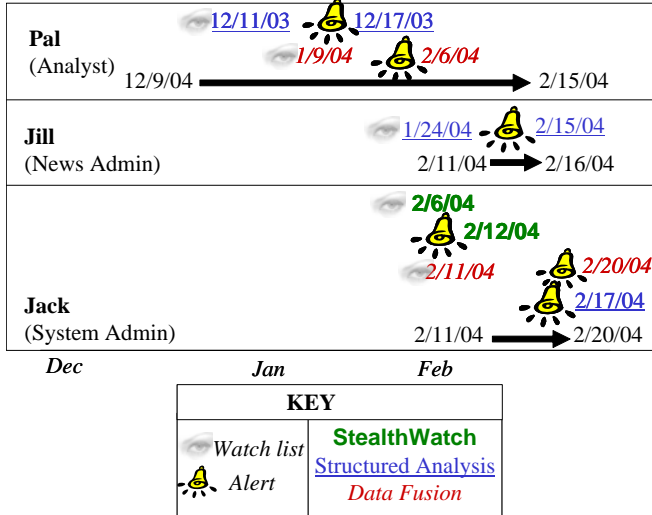 12/11/03 12/17/03
Pal
1/9/04 2/6/04
(Analyst)
12/9/04 2/15/04
Jill
1/24/04 2/15/04
(News Admin) 2/11/04 2/16/04
2/6/04
2/12/04
2/11/04 2/20/04
Jack 2/17/04
(System Admin) 2/11/04 2/20/04
Dec Jan Feb
KEY
Watch list StealthWatch
Structured Analysis
Alert Data Fusion